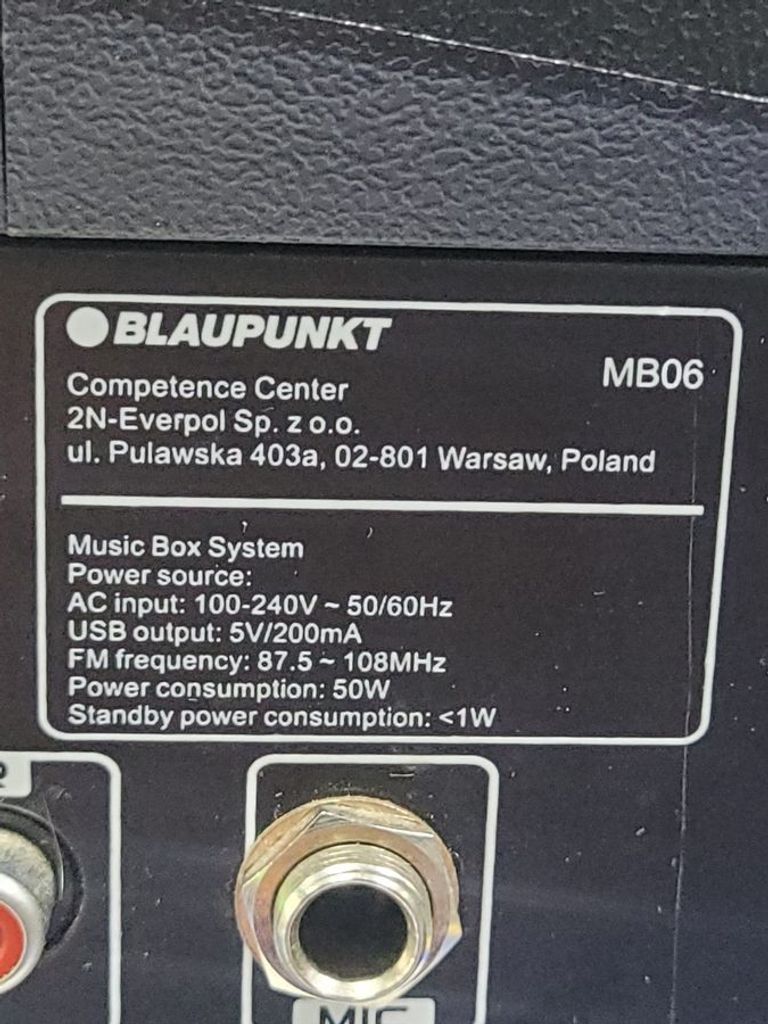 BLAUPUNKT
MB06
Competence Center
2N-Everpol Sp. z o.o.
ul. Pulawska 403a, 02-801 Warsaw, Poland
Music Box System
Power source:
AC input: 100-240V ~ 50/60Hz
USB output: 5V/200mA
FM frequency: 87.5 ~ 108MHz
Power consumption: 50W
Standby power consumption: <1W
R
MIC